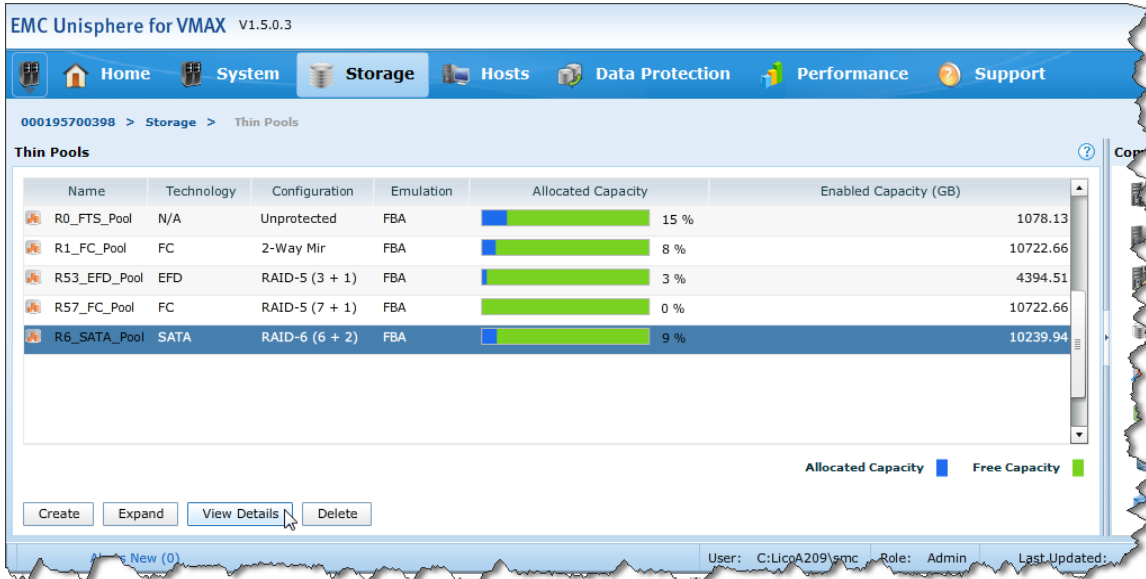 EMC Unisphere for VMAX V1.5.0.3
Home System Storage Hosts Data Protection Performance Support
000195700398 > Storage > Thin Pools
Thin Pools ?
Name Technology Configuration Emulation Allocated Capacity Enabled Capacity (GB)
R0_FTS_Pool N/A Unprotected FBA 15 % 1078.13
R1_FC_Pool FC 2-Way Mir FBA 8 % 10722.66
R53_EFD_Pool EFD RAID-5 (3 + 1) FBA 3 % 4394.51
R57_FC_Pool FC RAID-5 (7 + 1) FBA 0 % 10722.66
R6_SATA_Pool SATA RAID-6 (6 + 2) FBA 9 % 10239.94
Allocated Capacity Free Capacity
Create Expand View Details Delete
New (0) User: C:LicoA209\smc Role: Admin Last Updated: